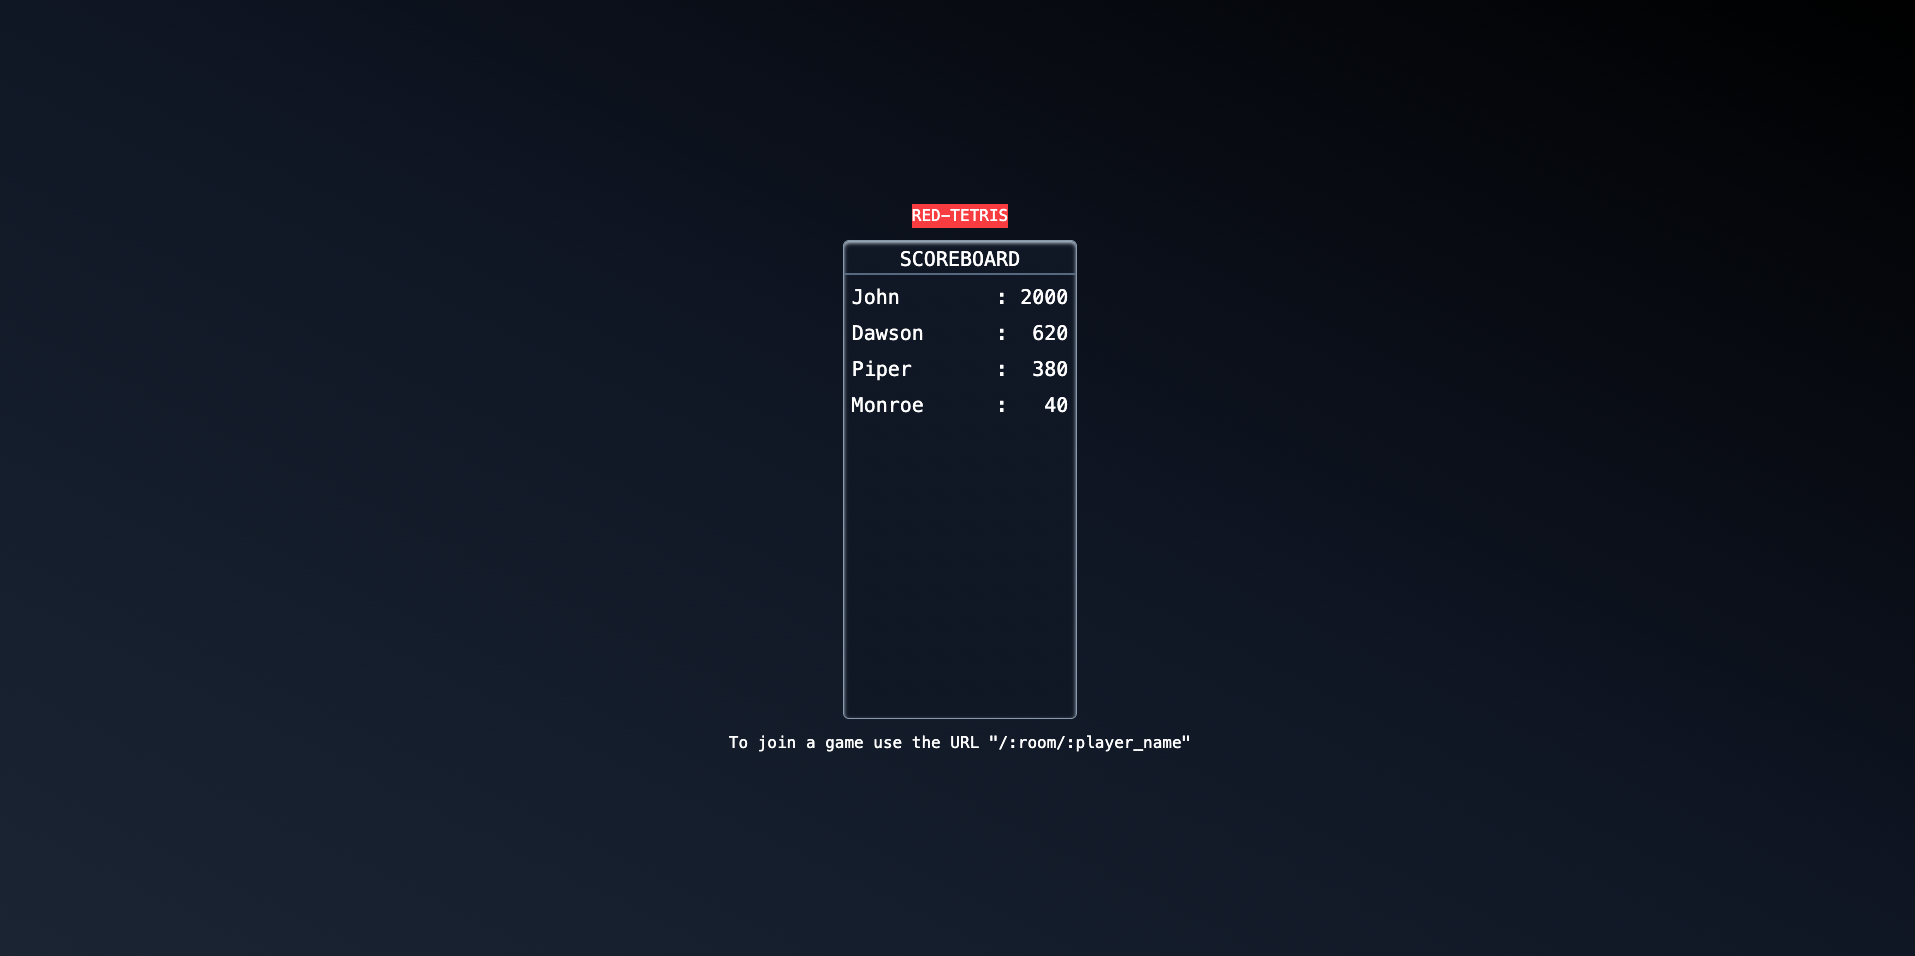 RED-TETRIS
SCOREBOARD
John : 2000
Dawson : 620
Piper : 380
Monroe : 40
To join a game use the URL "/:room/:player_name"